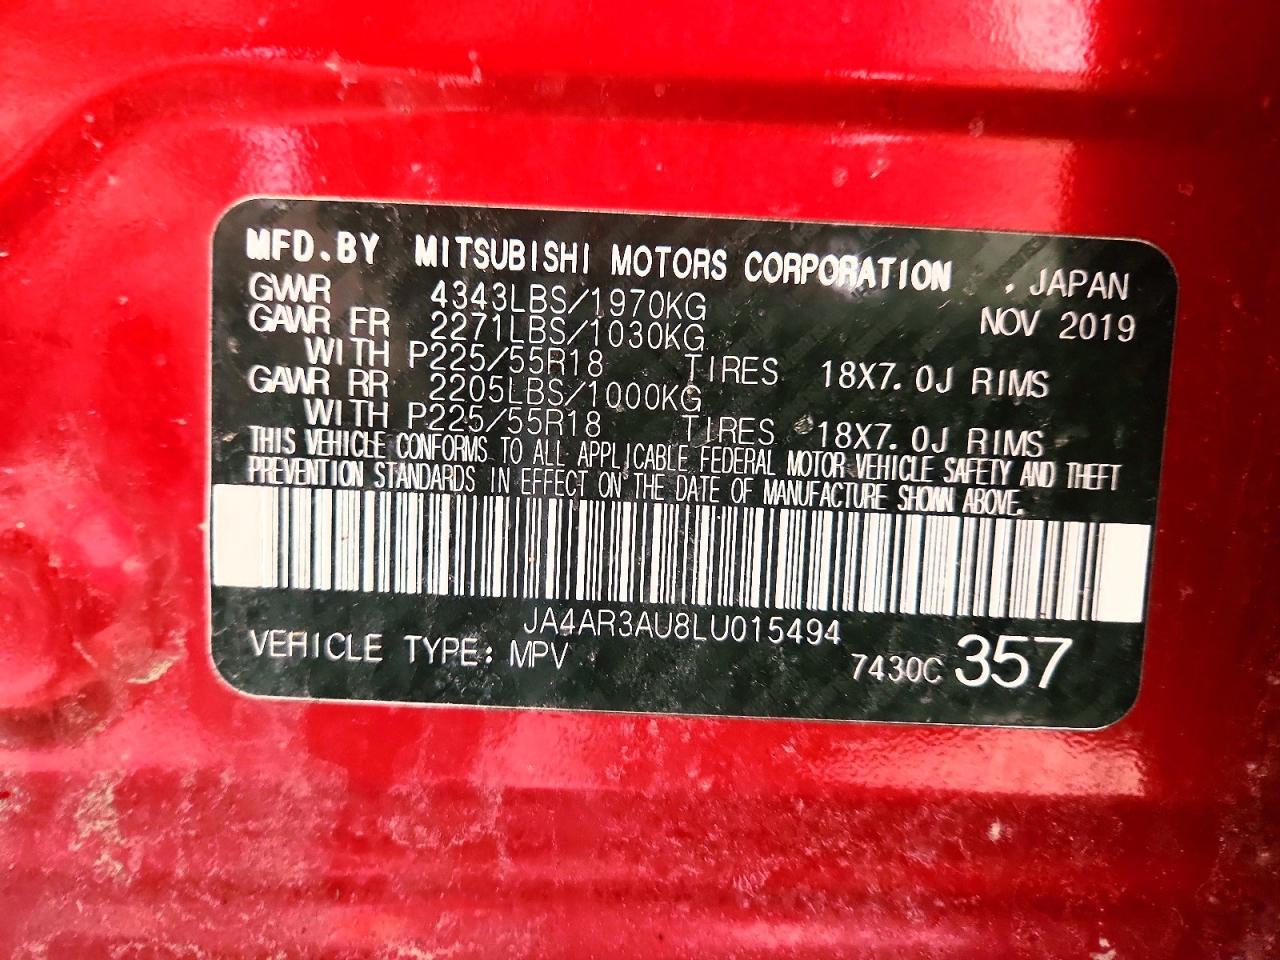 MFD.BY MITSUBISHI MOTORS CORPORATION , JAPAN
GVWR 4343LBS/1970KG NOV 2019
GAWR FR 2271LBS/1030KG
WITH P225/55R18 TIRES 18X7.0J RIMS
GAWR RR 2205LBS/1000KG
WITH P225/55R18 TIRES 18X7.0J RIMS
THIS VEHICLE CONFORMS TO ALL APPLICABLE FEDERAL MOTOR VEHICLE SAFETY AND THEFT
PREVENTION STANDARDS IN EFFECT ON THE DATE OF MANUFACTURE SHOWN ABOVE.
JA4AR3AU8LU015494
VEHICLE TYPE: MPV 7430C 357